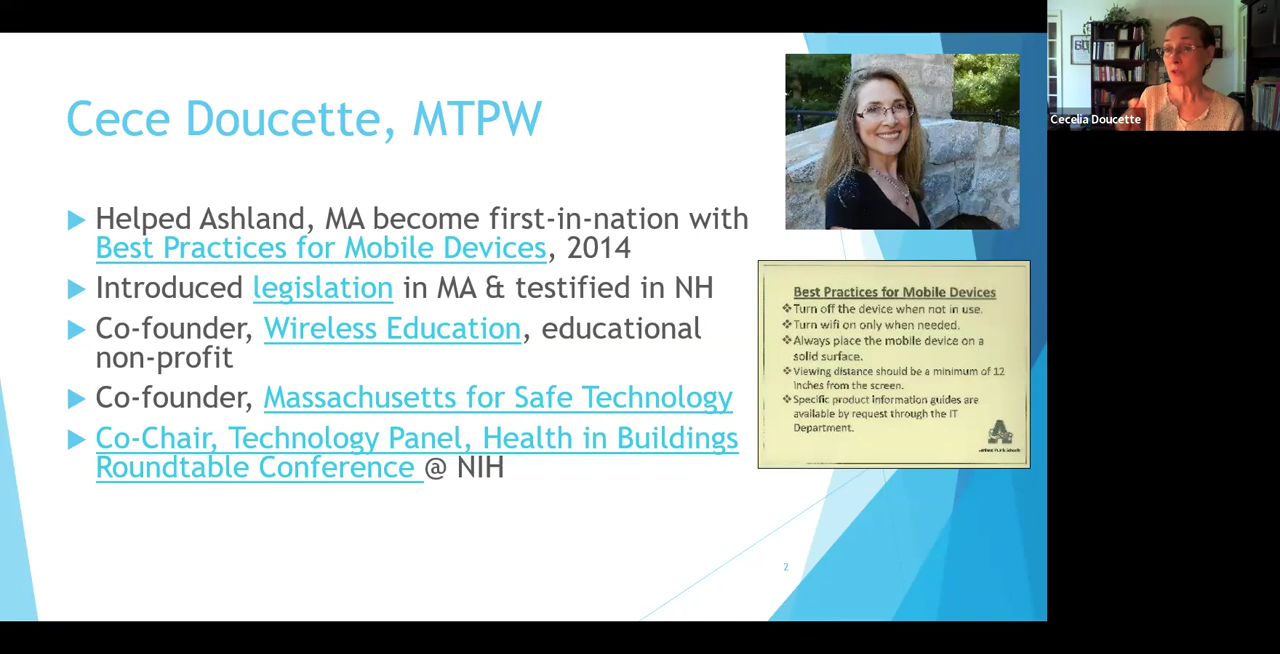 Cece Doucette, MTPW
Helped Ashland, MA become first-in-nation with
Best Practices for Mobile Devices, 2014
Introduced legislation in MA & testified in NH
Co-founder, Wireless Education, educational
non-profit
Co-founder, Massachusetts for Safe Technology
Co-Chair, Technology Panel, Health in Buildings
Roundtable Conference @ NIH
Best Practices for Mobile Devices
Turn off the device when not in use.
Turn wifi on only when needed.
Always place the mobile device on a
solid surface.
Viewing distance should be a minimum of 12
inches from the screen.
Specific product information guides are
available by request through the IT
Department.
2
Cecelia Doucette